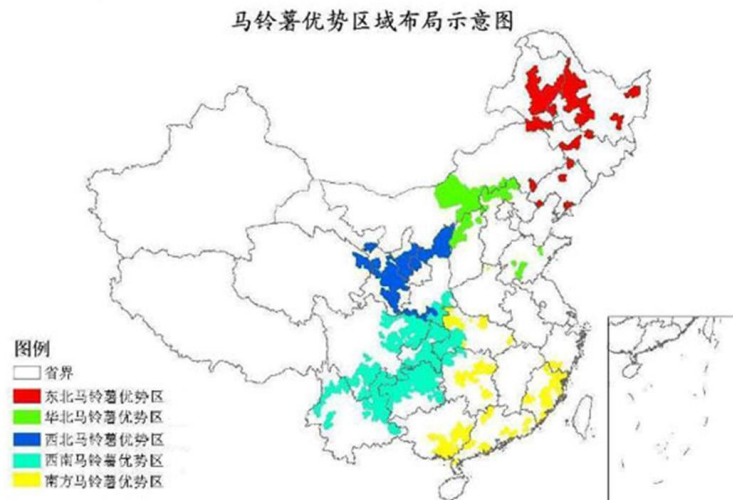 马铃薯优势区域布局示意图
图例
省界
东北马铃薯优势区
华北马铃薯优势区
西北马铃薯优势区
西南马铃薯优势区
南方马铃薯优势区